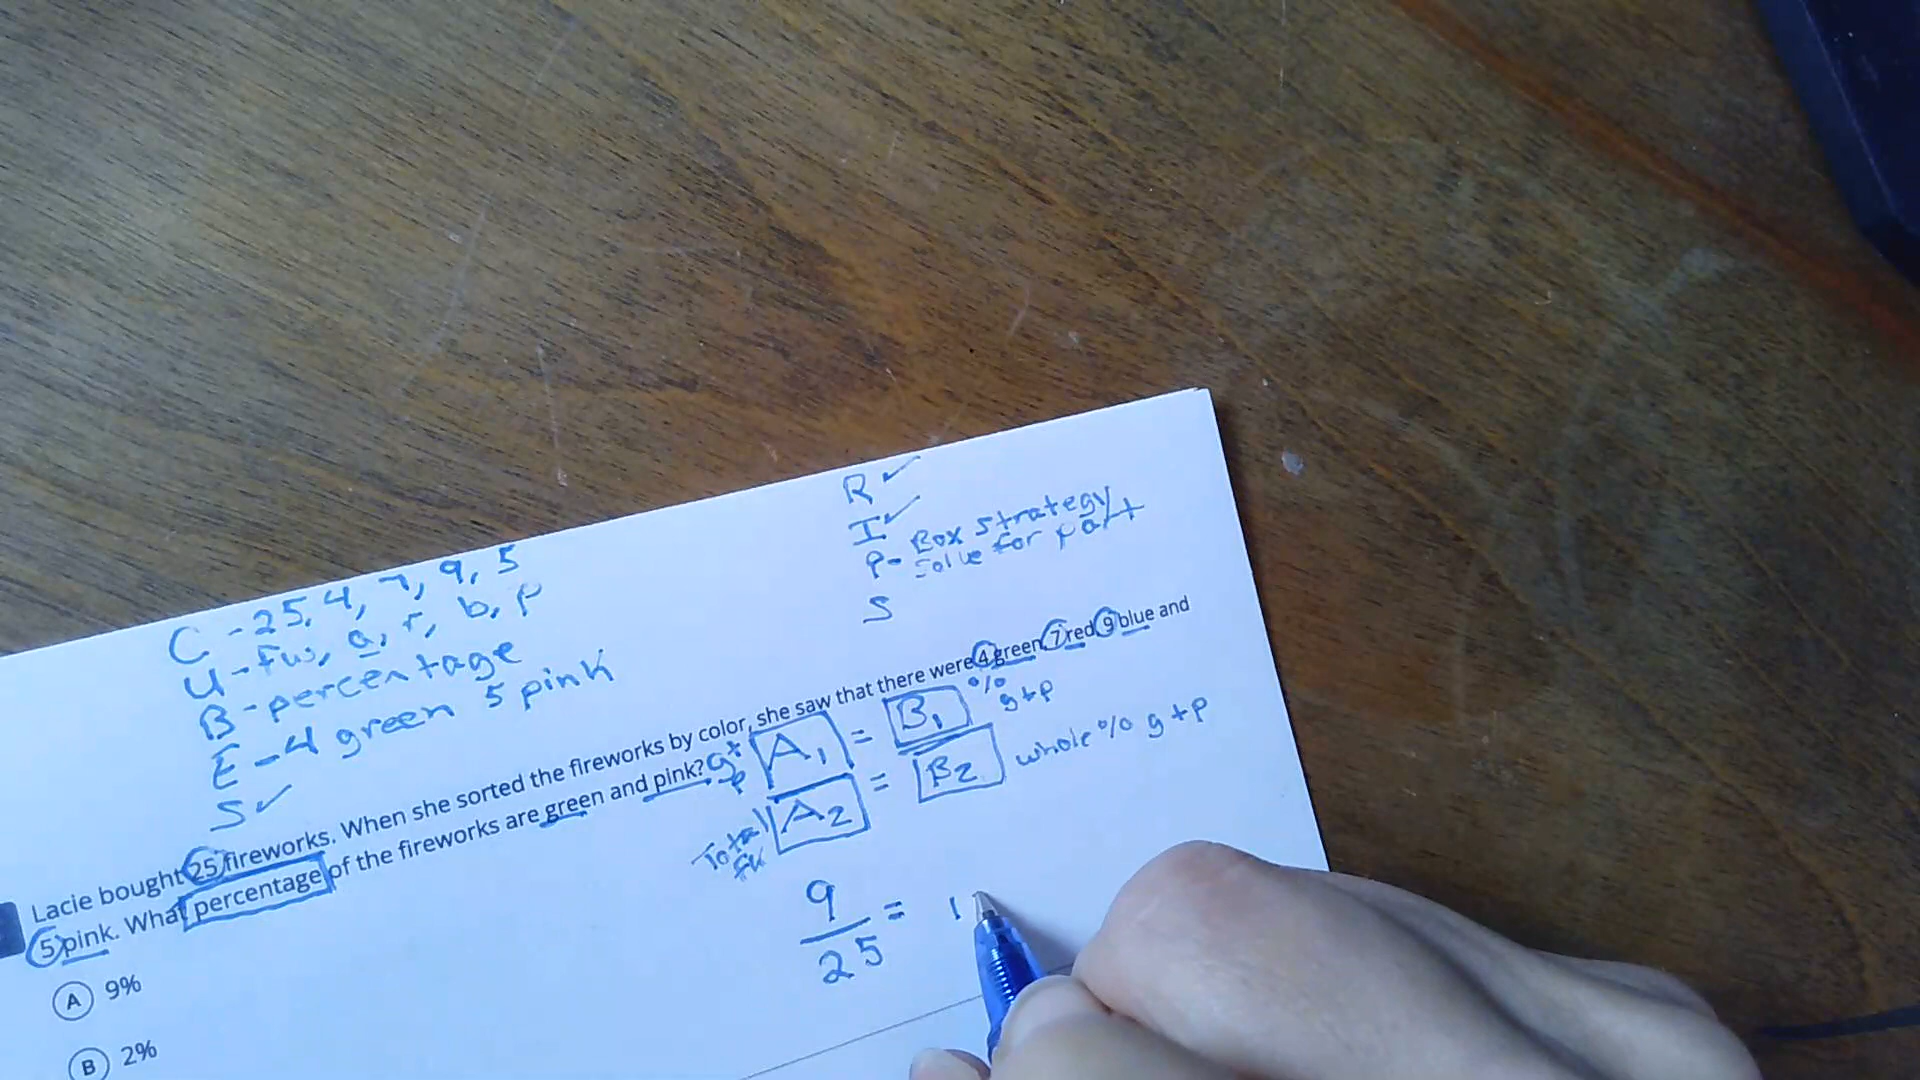 R ✓
I ✓
P- Box Strategy
Solve for part
S
C -25, 4, 7, 9, 5
U-fws, g, r, b, p
B-percentage
E-4 green 5 pink
S ✓
Lacie bought 25 fireworks. When she sorted the fireworks by color, she saw that there were 4 green, 7 red 9 blue and
5 pink. What percentage of the fireworks are green and pink?
g+p A1 = B1 % g+p
Total A2 = B2 whole % g+p
9
25 = 1
A 9%
B 2%